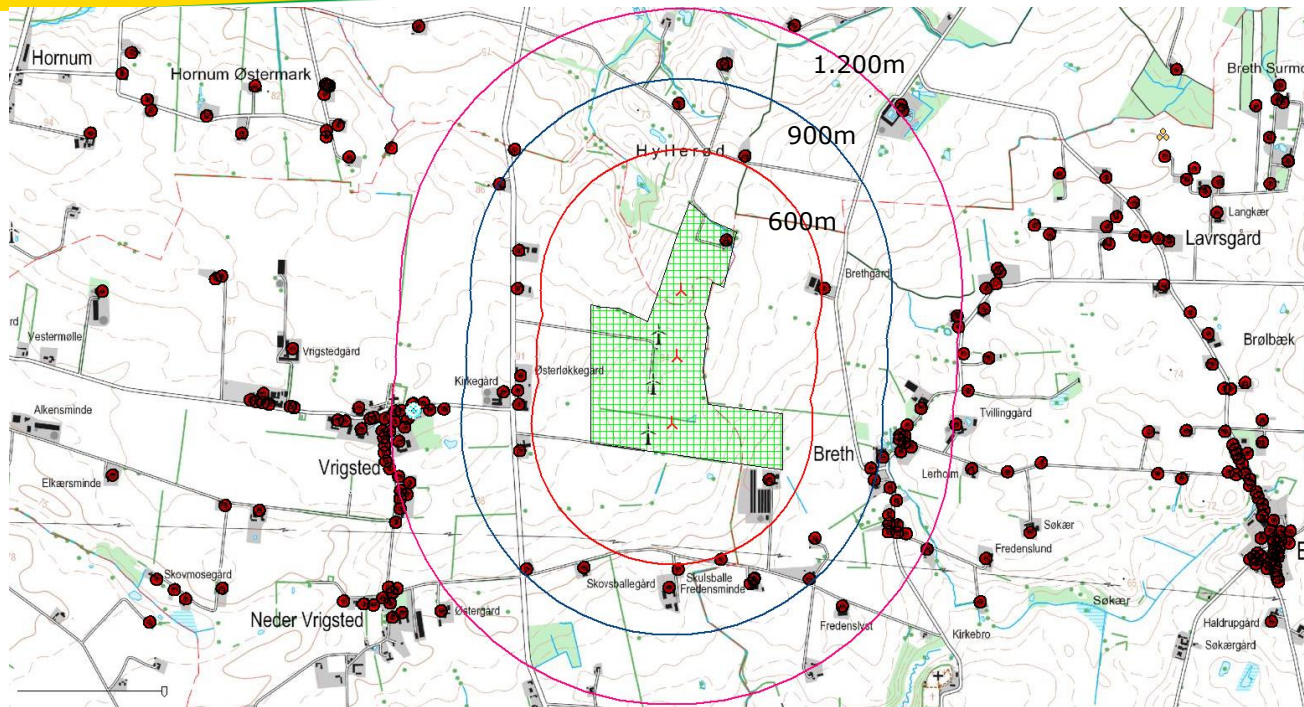 Hornum
Hornum Østermark
1.200m
Breth Surmo
900m
Hyllerød
600m
Langkær
Lavrsgård
Brethgård
Vestermølle
Vrigstedgård
Brølbæk
Kirkegård
Østerløkkegård
Alkensminde
Tvillinggård
Vrigsted
Breth
Lerholm
Elkærsminde
Søkær
Fredenslund
Skovmosegård
Skovsballegård
Skulsballe
Fredensminde
Søkær
Neder Vrigsted
Østergård
Fredenslyst
Kirkebro
Haldrupgård
Søkærgård